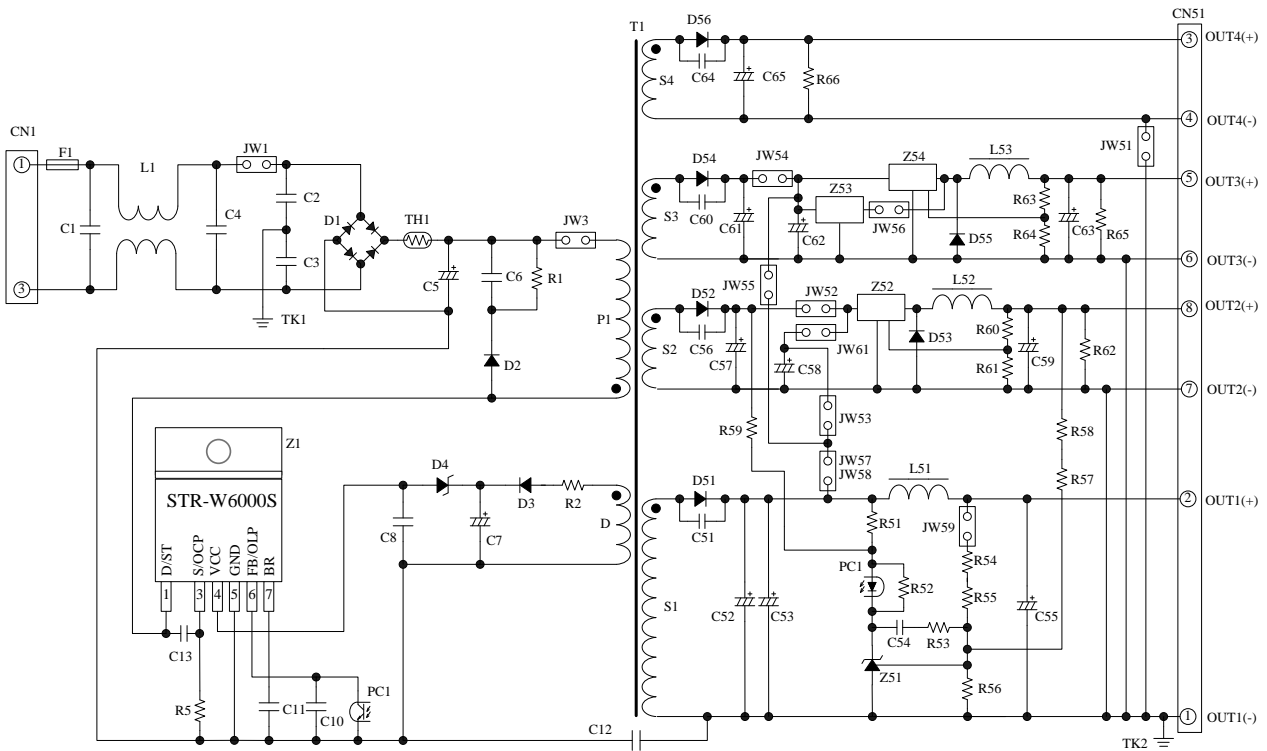 CN51
T1
D56
3
OUT4(+)
S4
C64
C65
R66
4
OUT4(-)
CN1
JW51
1
F1
L1
JW1
D54
JW54
Z54
L53
5
OUT3(+)
C2
S3
C60
Z53
R63
C1
C4
D1
TH1
JW3
C61
C62
JW56
D55
R64
C63
R65
C3
C5
C6
R1
6
OUT3(-)
3
JW55
TK1
D52
JW52
Z52
L52
8
OUT2(+)
P1
S2
C56
C57
JW61
D53
R60
C59
R62
D2
C58
R61
7
OUT2(-)
JW53
R59
R58
Z1
JW57
JW58
R57
D4
D3
R2
D51
L51
STR-W6000S
2
OUT1(+)
C8
C7
D
C51
R51
JW59
D/ST
S/OCP
VCC
GND
FB/OLP
BR
PC1
R54
R52
R55
1
3
4
5
6
7
S1
C52
C53
C55
C13
C54
R53
Z51
PC1
R56
R5
C11
C10
C12
1
OUT1(-)
TK2